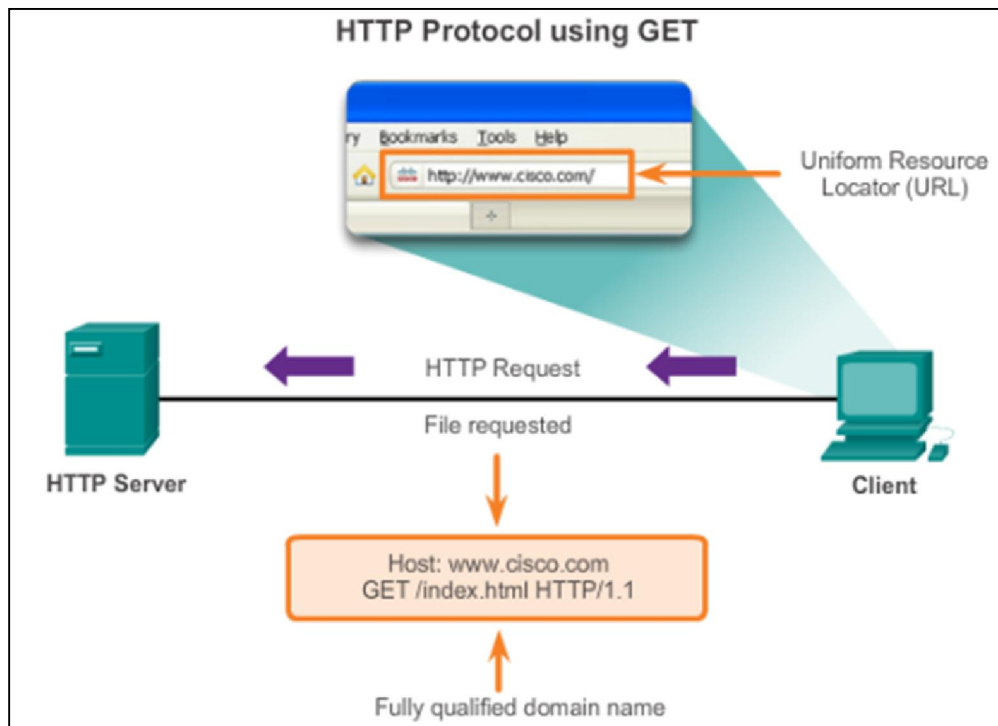 HTTP Protocol using GET
ry Bookmarks Tools Help
http://www.cisco.com/
Uniform Resource
Locator (URL)
HTTP Request
File requested
HTTP Server
Client
Host: www.cisco.com
GET /index.html HTTP/1.1
Fully qualified domain name